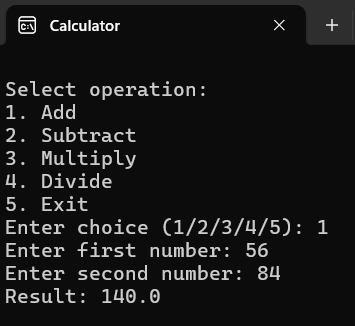 Calculator
Select operation:
1. Add
2. Subtract
3. Multiply
4. Divide
5. Exit
Enter choice (1/2/3/4/5): 1
Enter first number: 56
Enter second number: 84
Result: 140.0